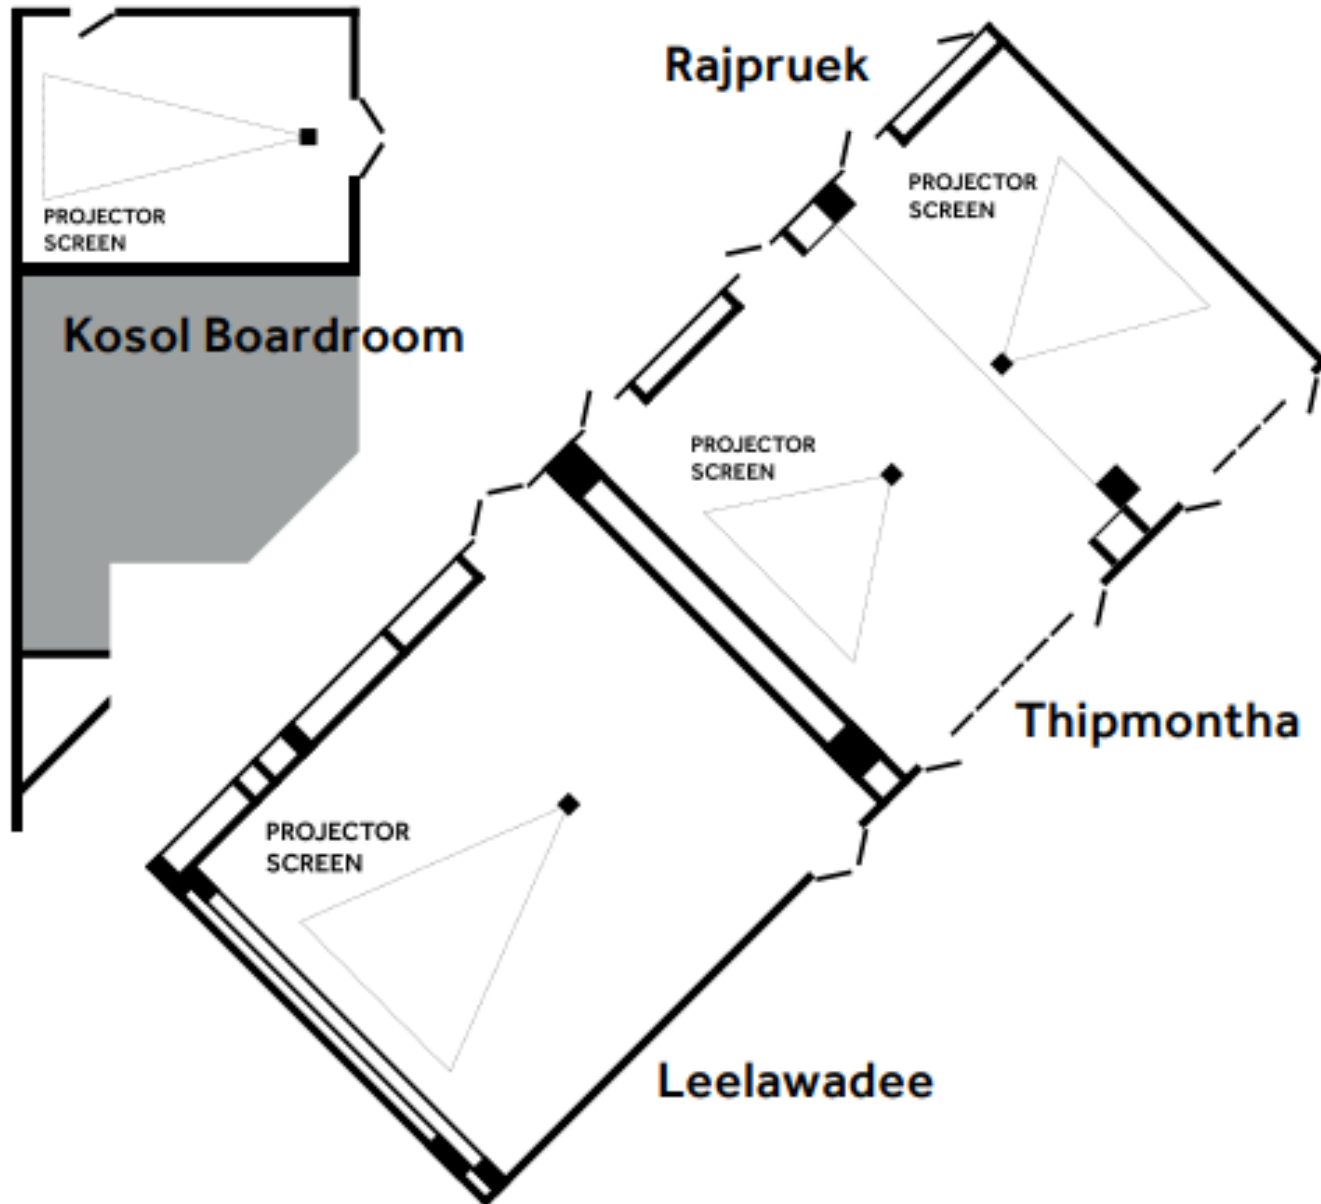 Rajpruek
PROJECTOR
SCREEN
PROJECTOR
SCREEN
Kosol Boardroom
PROJECTOR
SCREEN
Thipmontha
PROJECTOR
SCREEN
Leelawadee